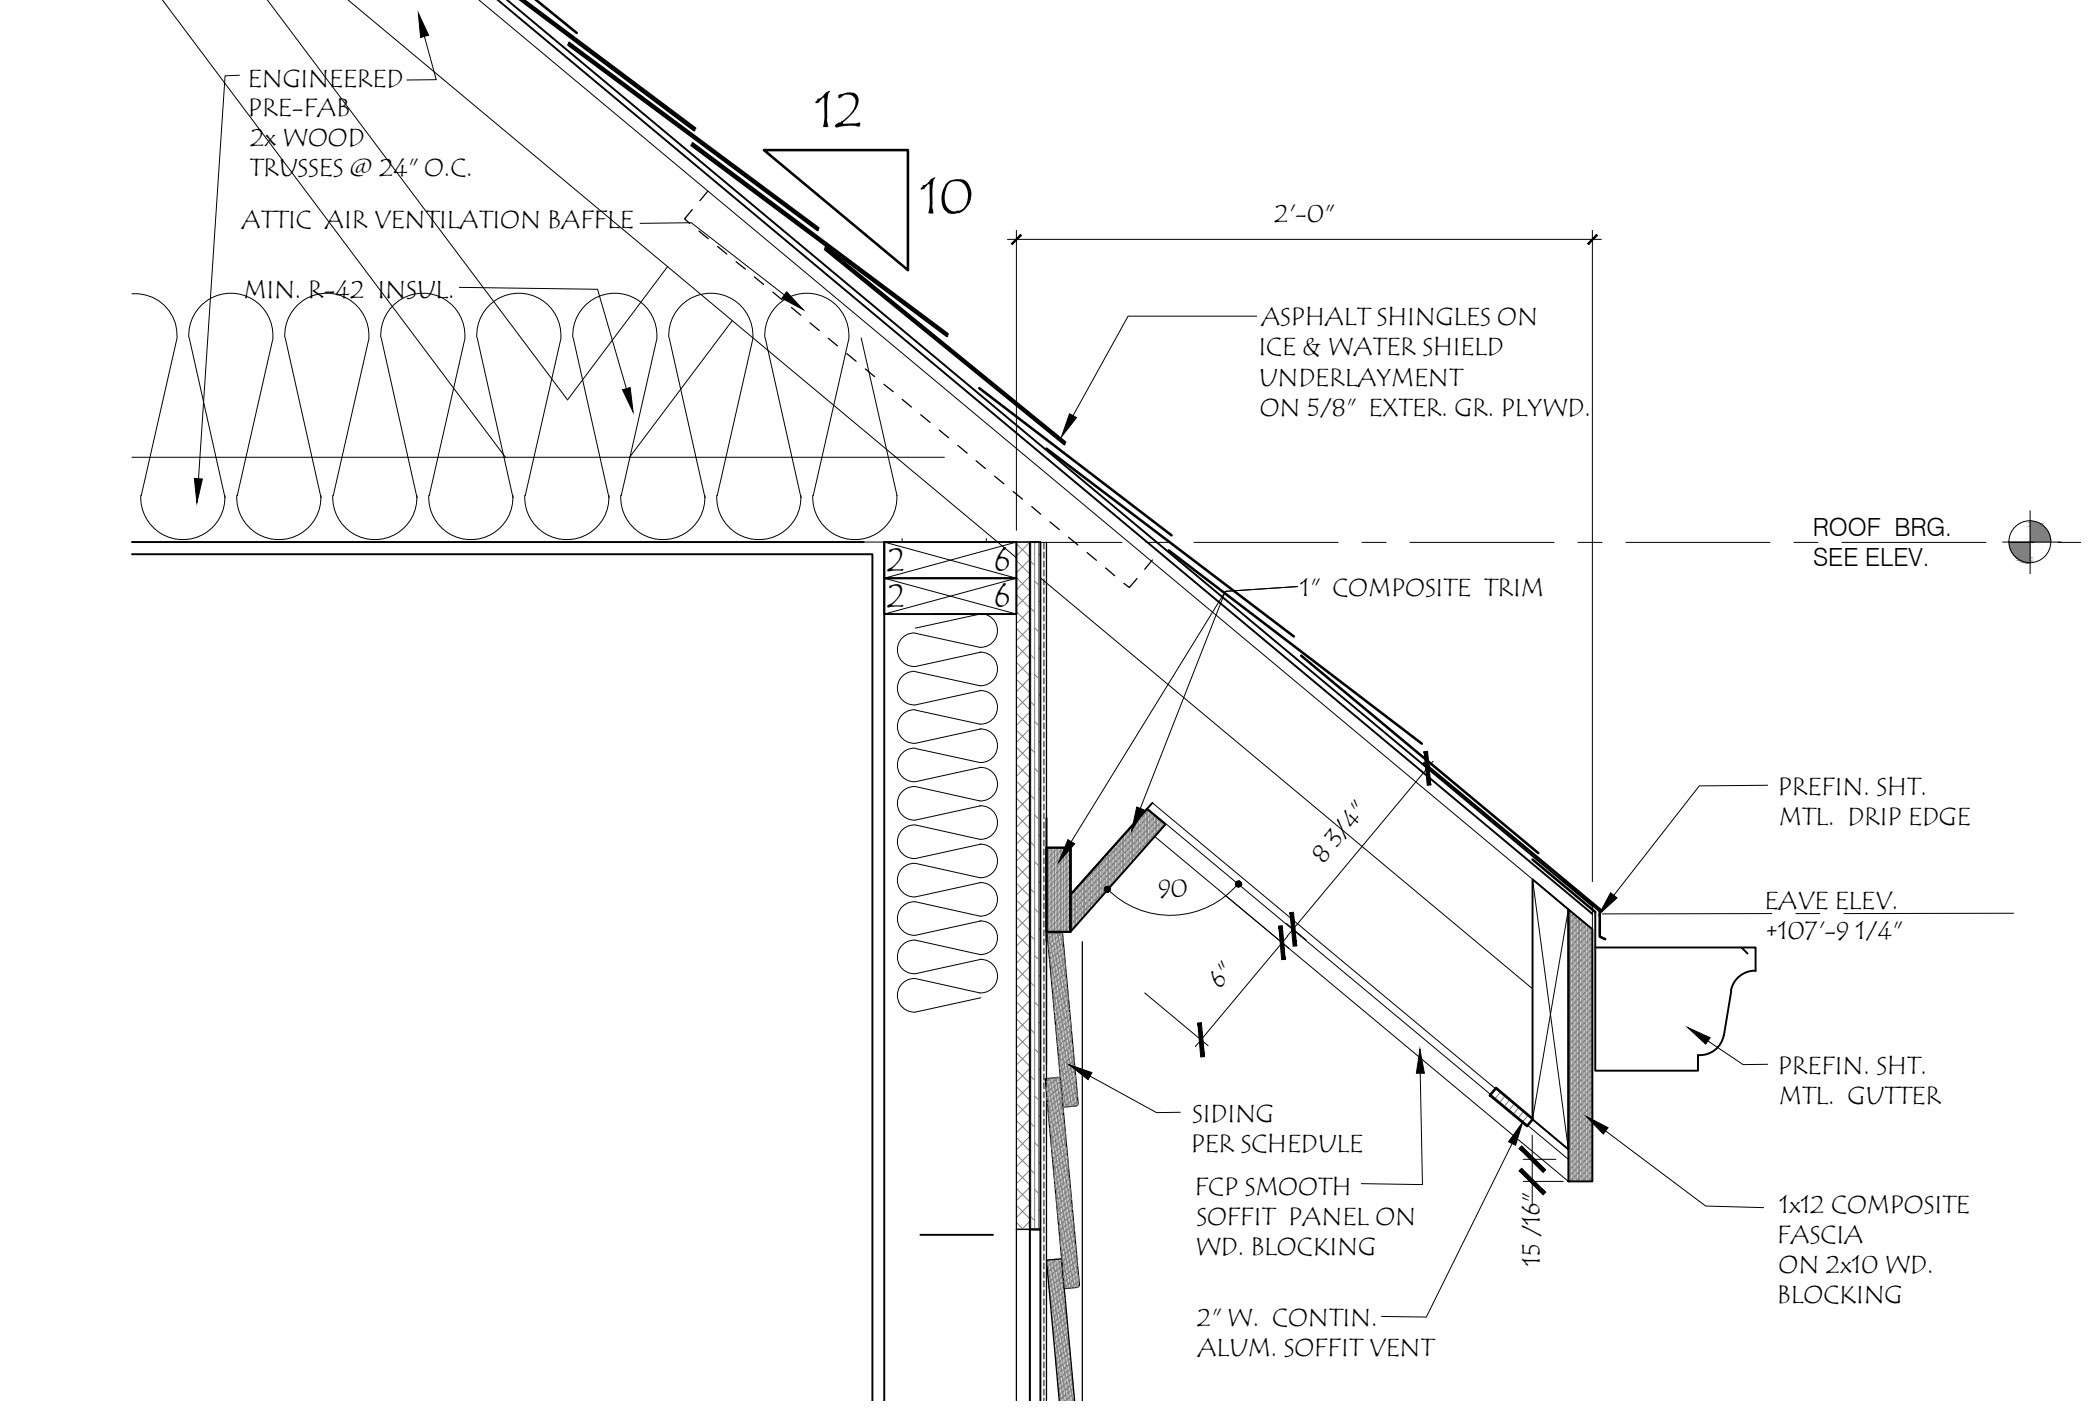 ENGINEERED
PRE-FAB
2x WOOD
TRUSSES @ 24" O.C.
12
10
ATTIC AIR VENTILATION BAFFLE
2'-0"
MIN. R-42 INSUL.
ASPHALT SHINGLES ON
ICE & WATER SHIELD
UNDERLAYMENT
ON 5/8" EXTER. GR. PLYWD.
ROOF BRG.
SEE ELEV.
2 6
2 6
1" COMPOSITE TRIM
PREFIN. SHT.
MTL. DRIP EDGE
8 3/4"
90
EAVE ELEV.
+107'-9 1/4"
6"
PREFIN. SHT.
MTL. GUTTER
SIDING
PER SCHEDULE
FCP SMOOTH
SOFFIT PANEL ON
WD. BLOCKING
15 /16"
1x12 COMPOSITE
FASCIA
ON 2x10 WD.
BLOCKING
2" W. CONTIN.
ALUM. SOFFIT VENT